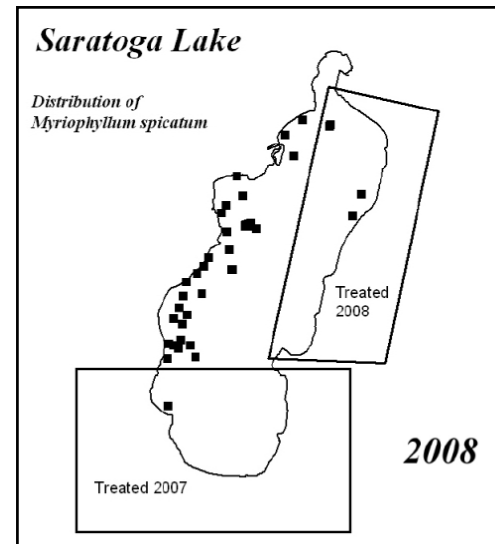 Saratoga Lake
Distribution of
Myriophyllum spicatum
Treated
2008
2008
Treated 2007